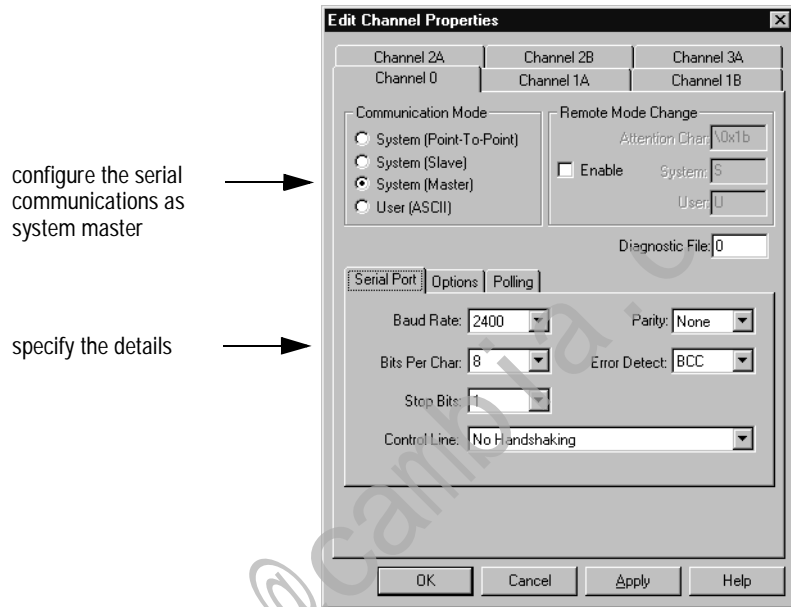 Edit Channel Properties
Channel 2A
Channel 2B
Channel 3A
Channel 0
Channel 1A
Channel 1B
Communication Mode
System (Point-To-Point)
System (Slave)
System (Master)
User (ASCII)
Remote Mode Change
Attention Char: \0x1b
Enable
System: S
User: U
configure the serial
communications as
system master
Diagnostic File: 0
Serial Port
Options
Polling
specify the details
Baud Rate: 2400
Parity: None
Bits Per Char: 8
Error Detect: BCC
Stop Bits: 1
Control Line: No Handshaking
OK
Cancel
Apply
Help
@cambia.c